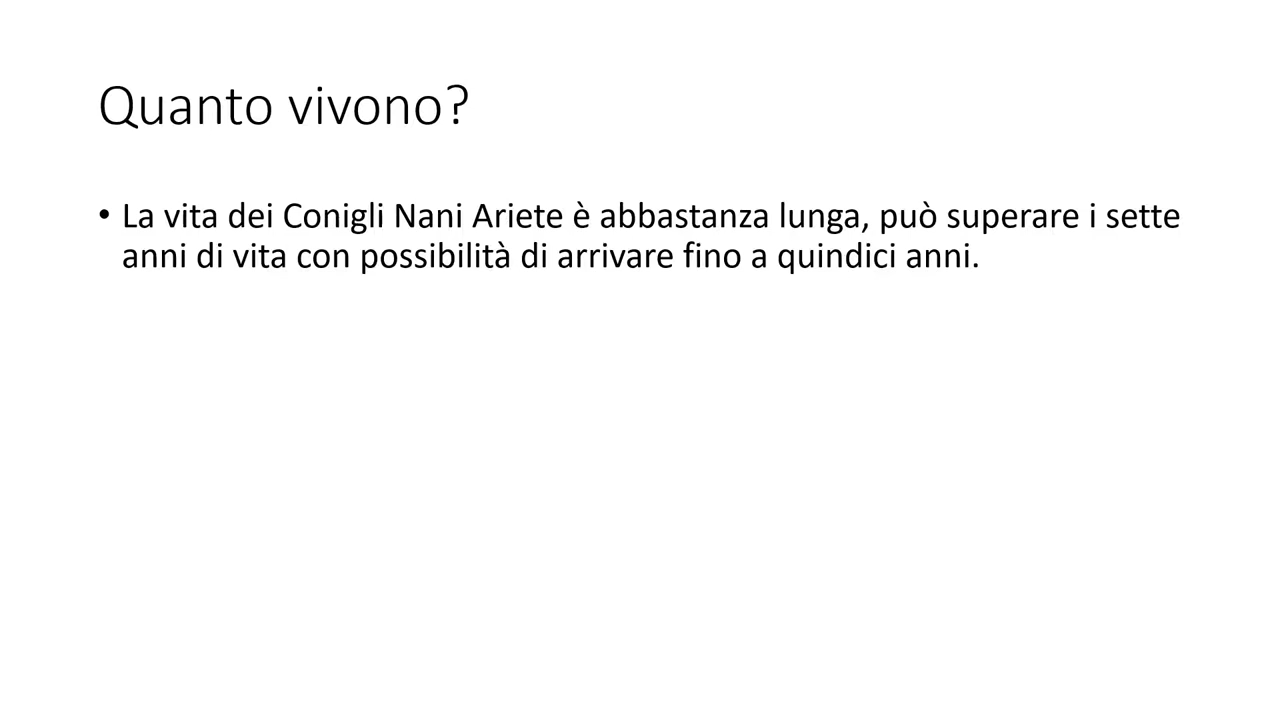 Quanto vivono?
• La vita dei Conigli Nani Ariete è abbastanza lunga, può superare i sette
anni di vita con possibilità di arrivare fino a quindici anni.